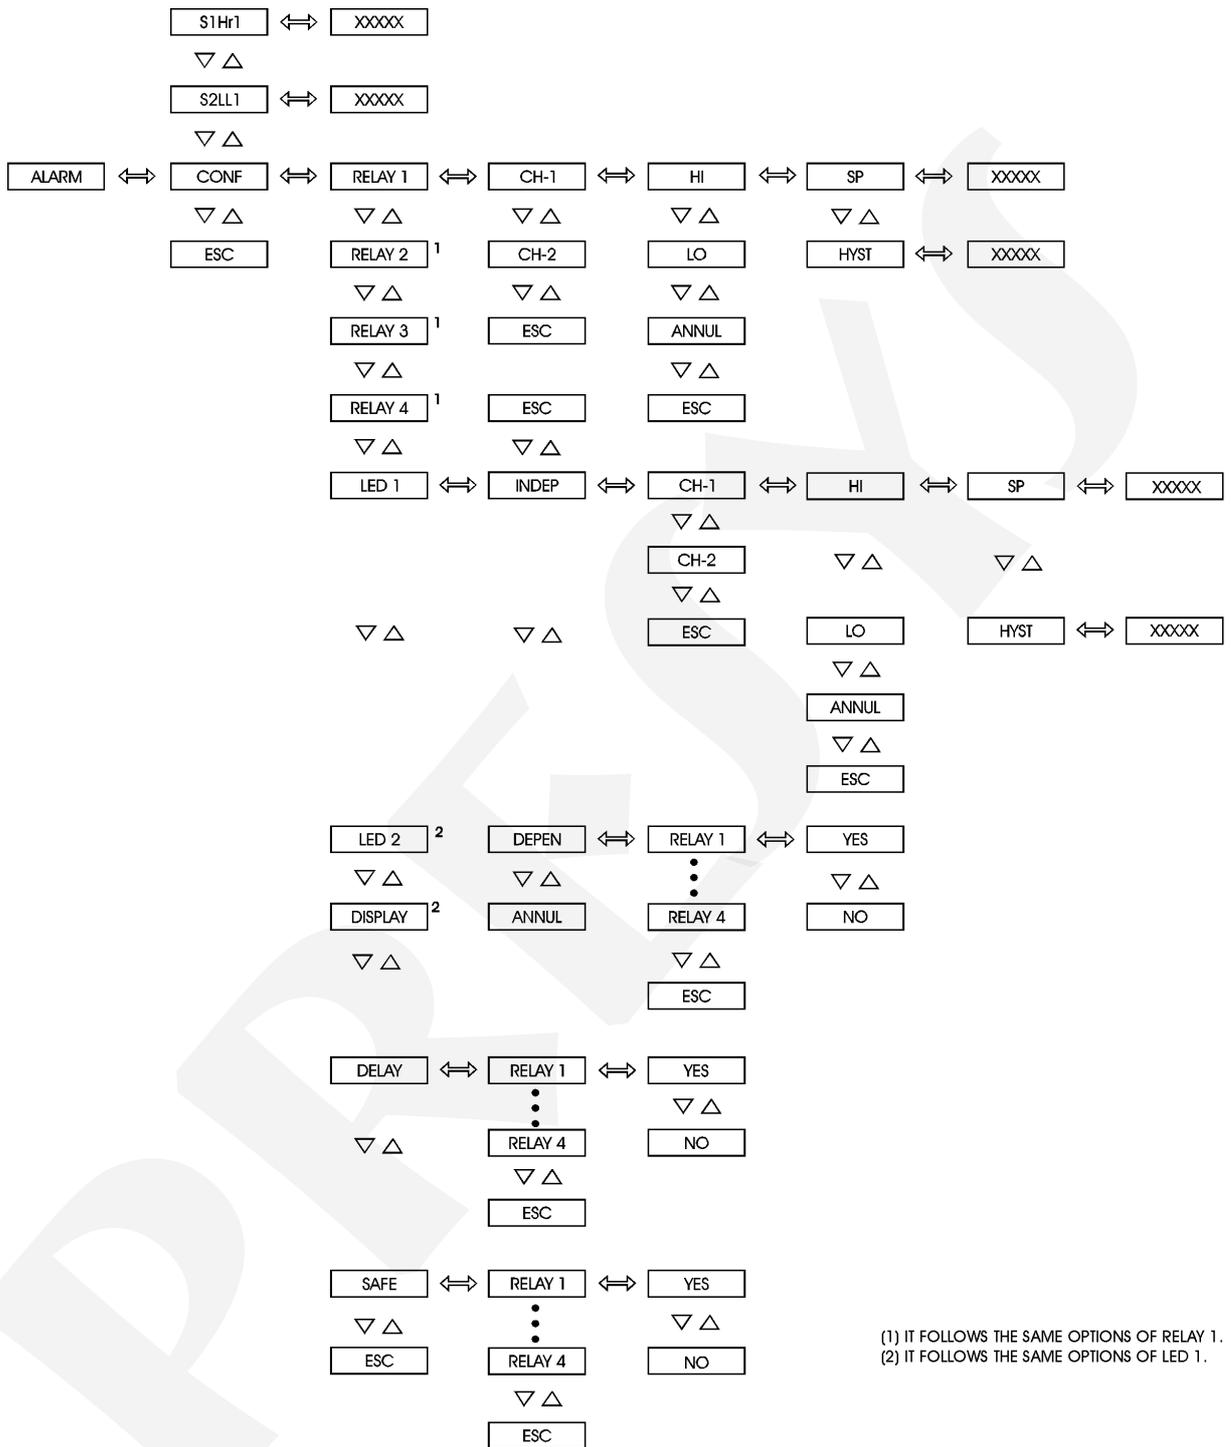 S1Hr1 XXXXX
S2LL1 XXXXX
ALARM CONF RELAY 1 CH-1 HI SP XXXXX
ESC RELAY 2 1 CH-2 LO HYST XXXXX
RELAY 3 1 ESC ANNUL
RELAY 4 1 ESC ESC
LED 1 INDEP CH-1 HI SP XXXXX
CH-2
ESC LO HYST XXXXX
ANNUL
ESC
LED 2 2 DEPEN RELAY 1 YES
DISPLAY 2 ANNUL RELAY 4 NO
ESC
DELAY RELAY 1 YES
RELAY 4 NO
ESC
SAFE RELAY 1 YES
(1) IT FOLLOWS THE SAME OPTIONS OF RELAY 1.
(2) IT FOLLOWS THE SAME OPTIONS OF LED 1.
ESC RELAY 4 NO
ESC
PRESYS